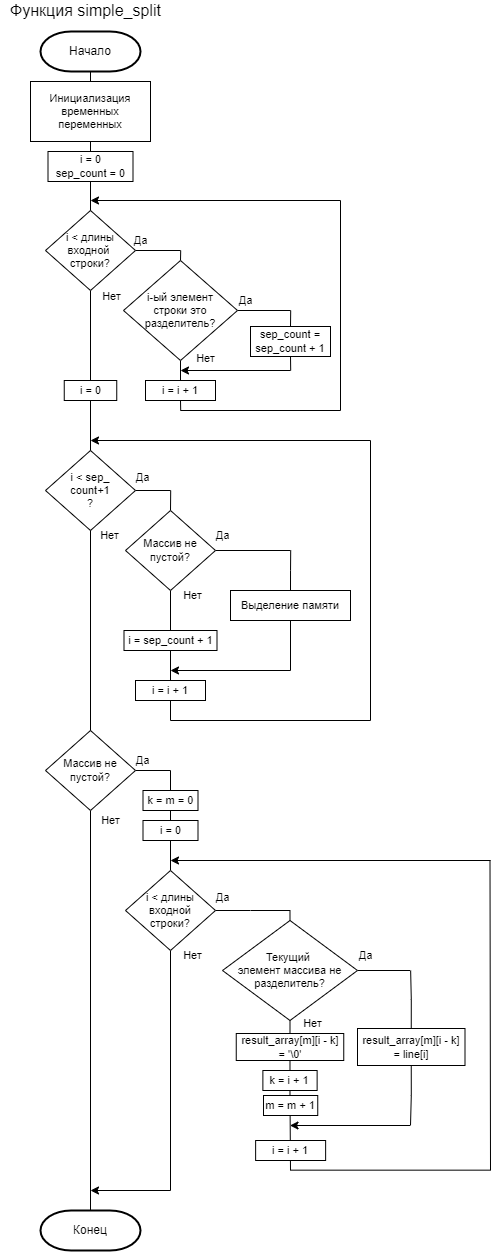 Функция simple_split
Начало
Инициализация
временных
переменных
i = 0
sep_count = 0
i < длины
входной
строки?
Да
Нет
i-ый элемент
строки это
разделитель?
Да
sep_count =
sep_count + 1
Нет
i = 0
i = i + 1
i < sep_
count+1
?
Да
Нет
Массив не
пустой?
Да
Нет
Выделение памяти
i = sep_count + 1
i = i + 1
Массив не
пустой?
Да
Нет
k = m = 0
i = 0
i < длины
входной
строки?
Да
Нет
Текущий
элемент массива не
разделитель?
Да
Нет
result_array[m][i - k]
= '\0'
result_array[m][i - k]
= line[i]
k = i + 1
m = m + 1
i = i + 1
Конец